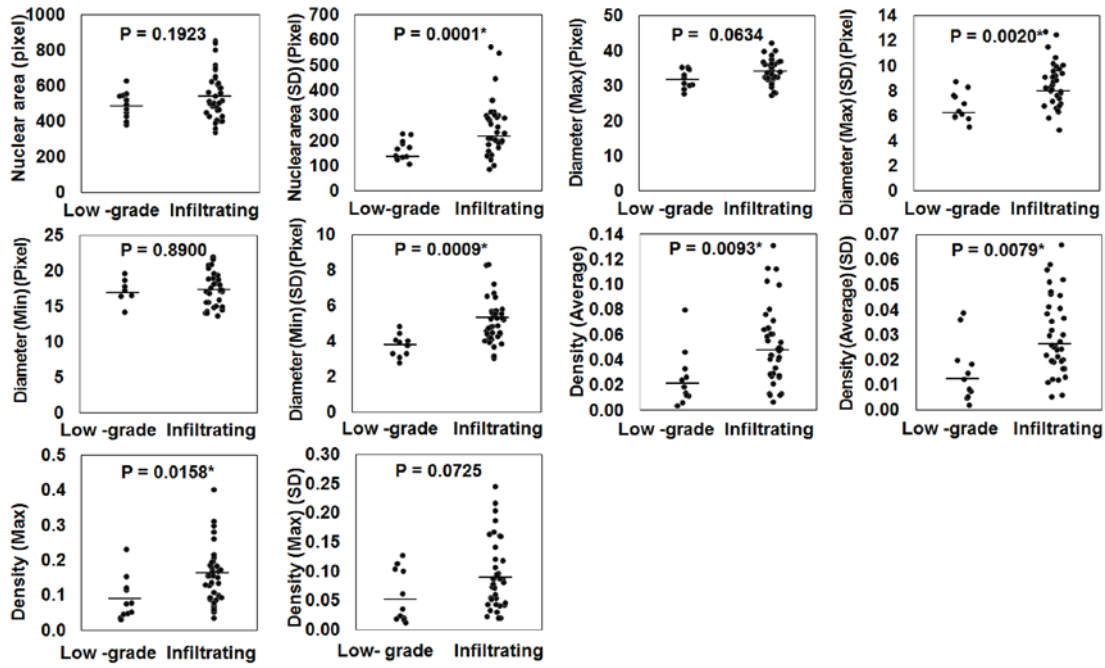 Nuclear area (pixel)
1000
800
600
400
200
0
P = 0.1923
Low -grade Infiltrating
Nuclear area (SD) (Pixel)
700
600
500
400
300
200
100
0
P = 0.0001*
Low-grade Infiltrating
Diameter (Max) (Pixel)
50
40
30
20
10
0
P = 0.0634
Low -grade Infiltrating
Diameter (Max) (SD) (Pixel)
14
12
10
8
6
4
2
0
P = 0.0020*
Low -grade Infiltrating
Diameter (Min) (Pixel)
25
20
15
10
5
0
P = 0.8900
Low -grade Infiltrating
Diameter (Min) (SD) (Pixel)
10
8
6
4
2
0
P = 0.0009*
Low -grade Infiltrating
Density (Average)
0.14
0.12
0.10
0.08
0.06
0.04
0.02
0.00
P = 0.0093*
Low -grade Infiltrating
Density (Average) (SD)
0.07
0.06
0.05
0.04
0.03
0.02
0.01
0.00
P = 0.0079*
Low -grade Infiltrating
Density (Max)
0.5
0.4
0.3
0.2
0.1
0.0
P = 0.0158*
Low -grade Infiltrating
Density (Max) (SD)
0.30
0.25
0.20
0.15
0.10
0.05
0.00
P = 0.0725
Low- grade Infiltrating